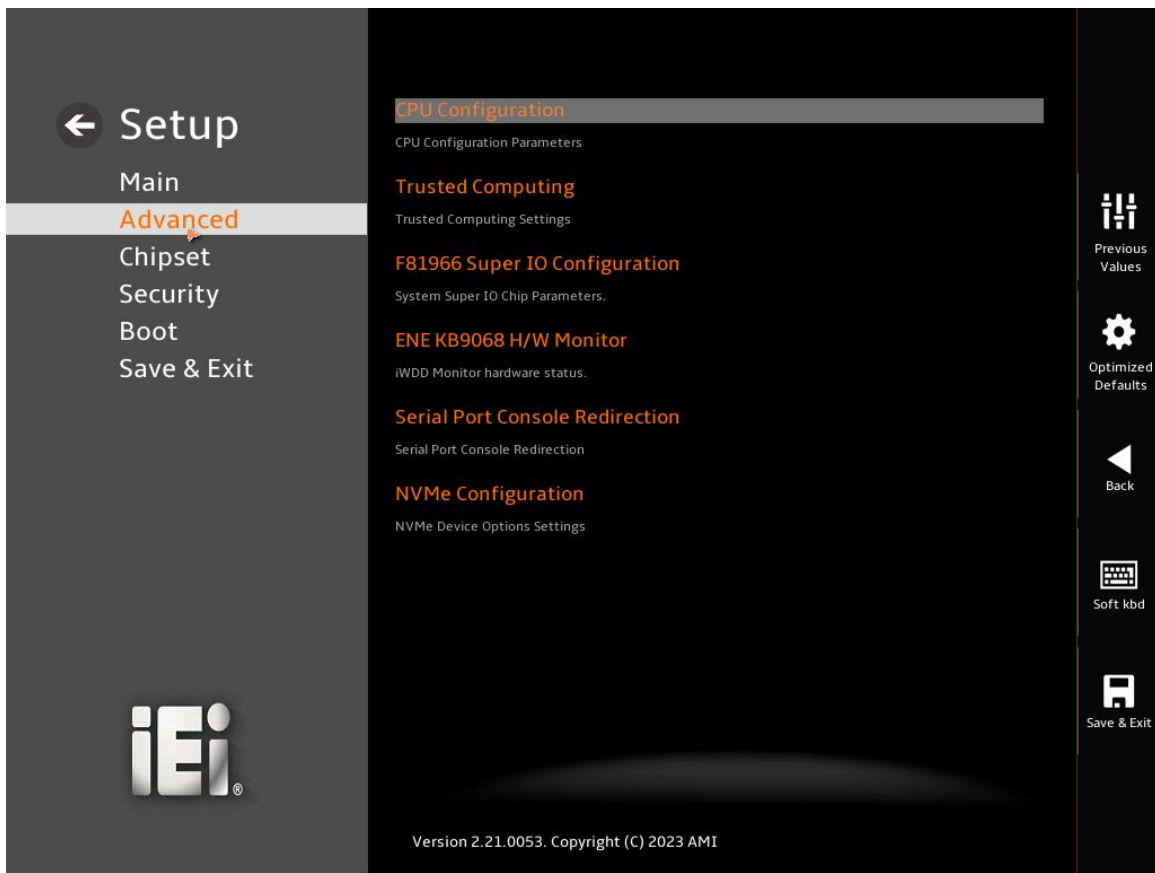 Setup
Main
Advanced
Chipset
Security
Boot
Save & Exit
CPU Configuration
CPU Configuration Parameters
Trusted Computing
Trusted Computing Settings
F81966 Super IO Configuration
System Super IO Chip Parameters.
ENE KB9068 H/W Monitor
iWDD Monitor hardware status.
Serial Port Console Redirection
Serial Port Console Redirection
NVMe Configuration
NVMe Device Options Settings
Previous
Values
Optimized
Defaults
Back
Soft kbd
Save & Exit
iEi®
Version 2.21.0053. Copyright (C) 2023 AMI